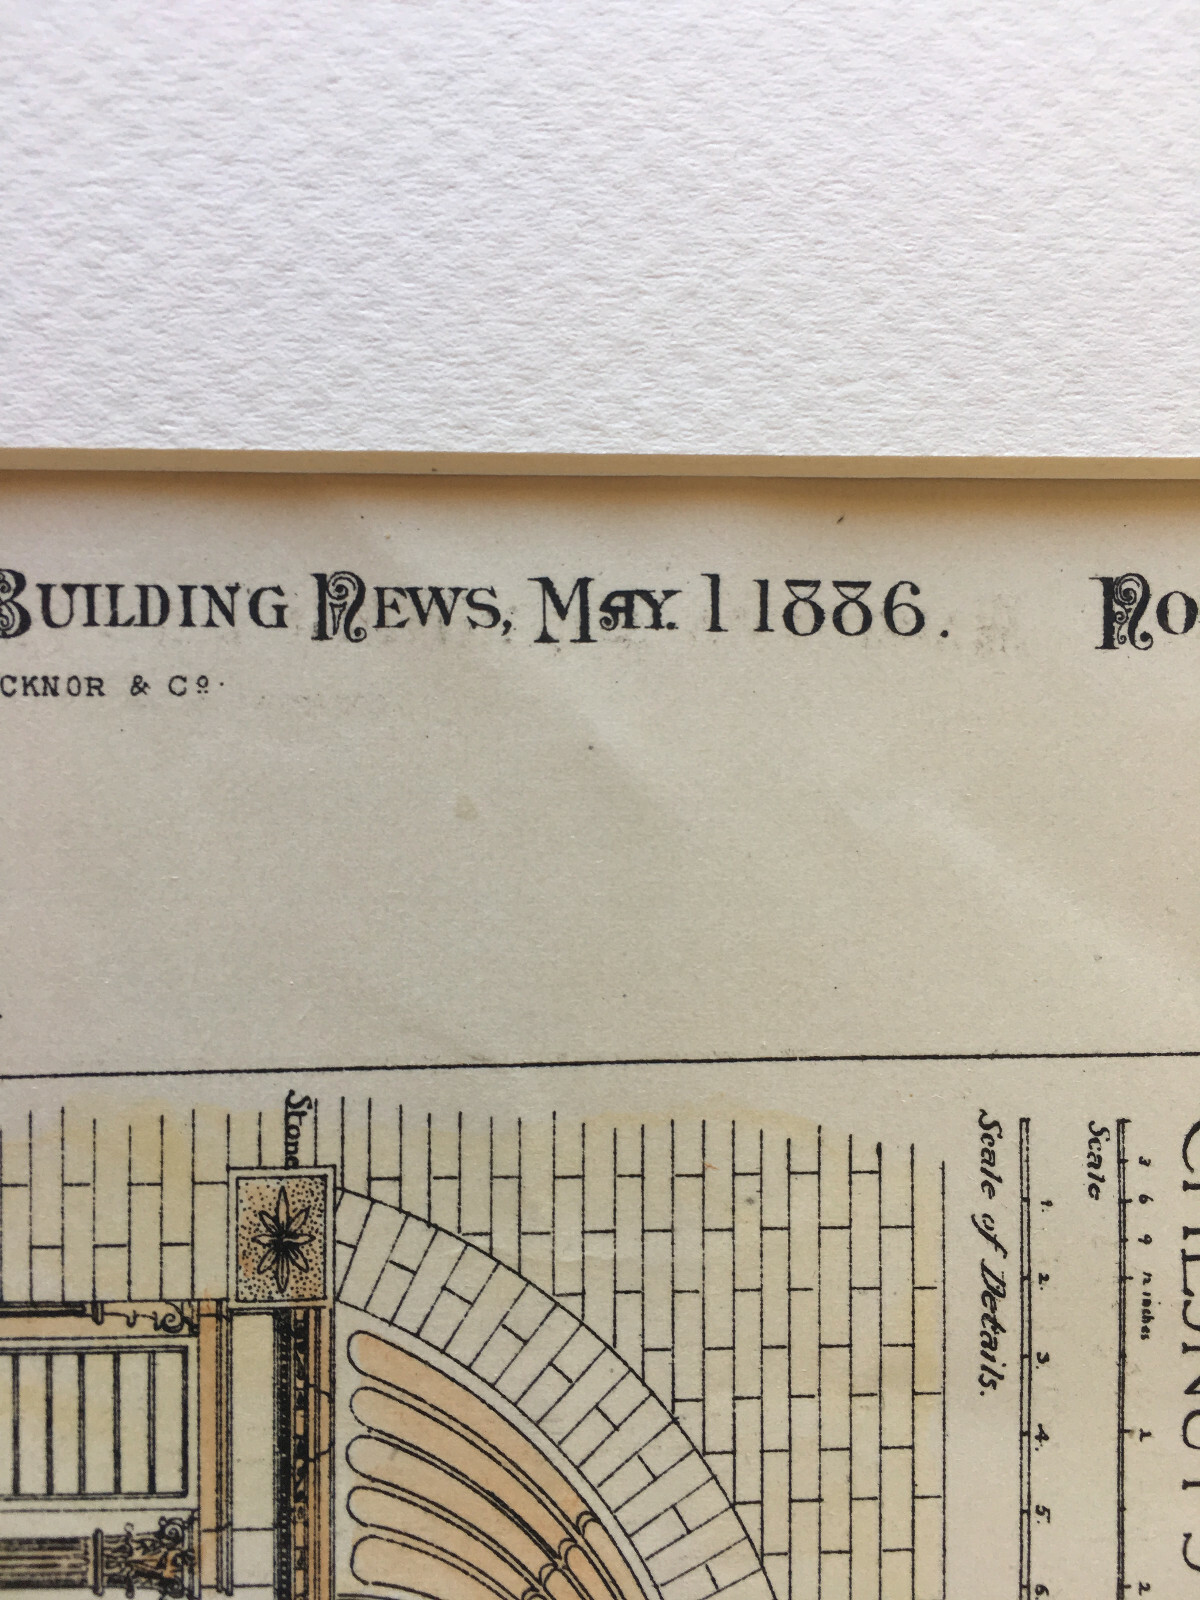 BUILDING NEWS, MAY. 1 1886. No
CKNOR & Co.
Stone
Scale of Details.
1. 2. 3. 4. 5. 6.
Scale
3 6 9 12 inches 1 2